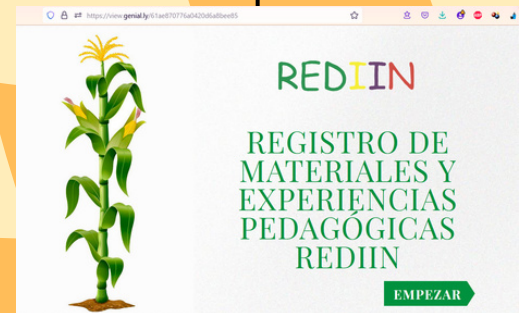 https://view.genial.ly/61ae870776a0420d6a8bee85
REDIIN
REGISTRO DE
MATERIALES Y
EXPERIENCIAS
PEDAGÓGICAS
REDIIN
EMPEZAR